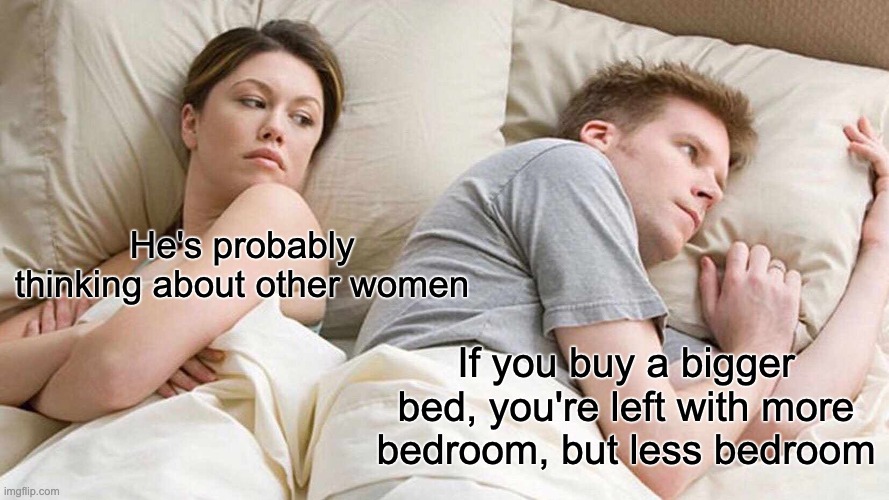 He's probably
thinking about other women
If you buy a bigger
bed, you're left with more
bedroom, but less bedroom
imgflip.com